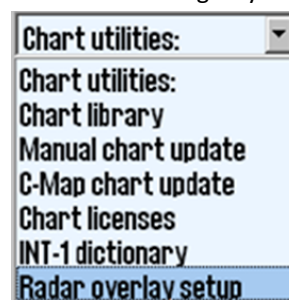 Chart utilities:
Chart utilities:
Chart library
Manual chart update
C-Map chart update
Chart licenses
INT-1 dictionary
Radar overlay setup